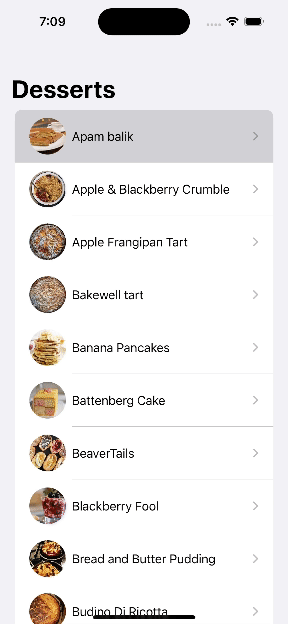 7:09
Desserts
Apam balik
Apple & Blackberry Crumble
Apple Frangipan Tart
Bakewell tart
Banana Pancakes
Battenberg Cake
BeaverTails
Blackberry Fool
Bread and Butter Pudding
Budino Di Ricotta